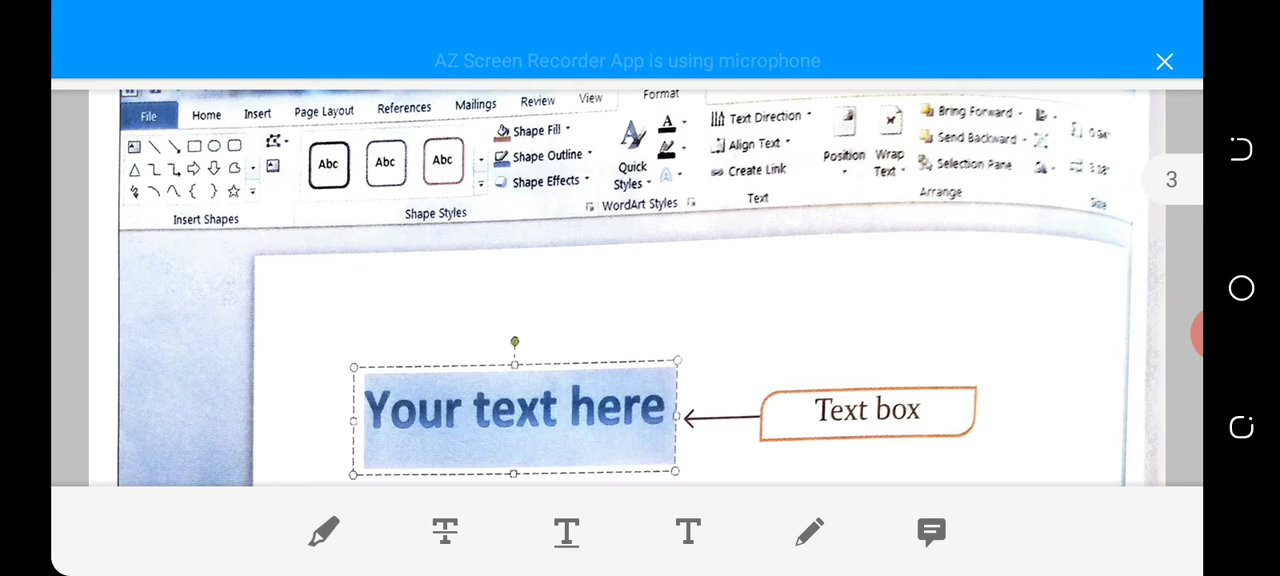 AZ Screen Recorder App is using microphone
File Home Insert Page Layout References Mailings Review View Format
Abc Abc Abc
Shape Fill
Shape Outline
Shape Effects
Quick Styles
A
A
A
A
Text Direction
Align Text
Create Link
Position
Wrap Text
Bring Forward
Send Backward
Selection Pane
Insert Shapes Shape Styles WordArt Styles Text Arrange Size
3
Your text here
Text box
T T T